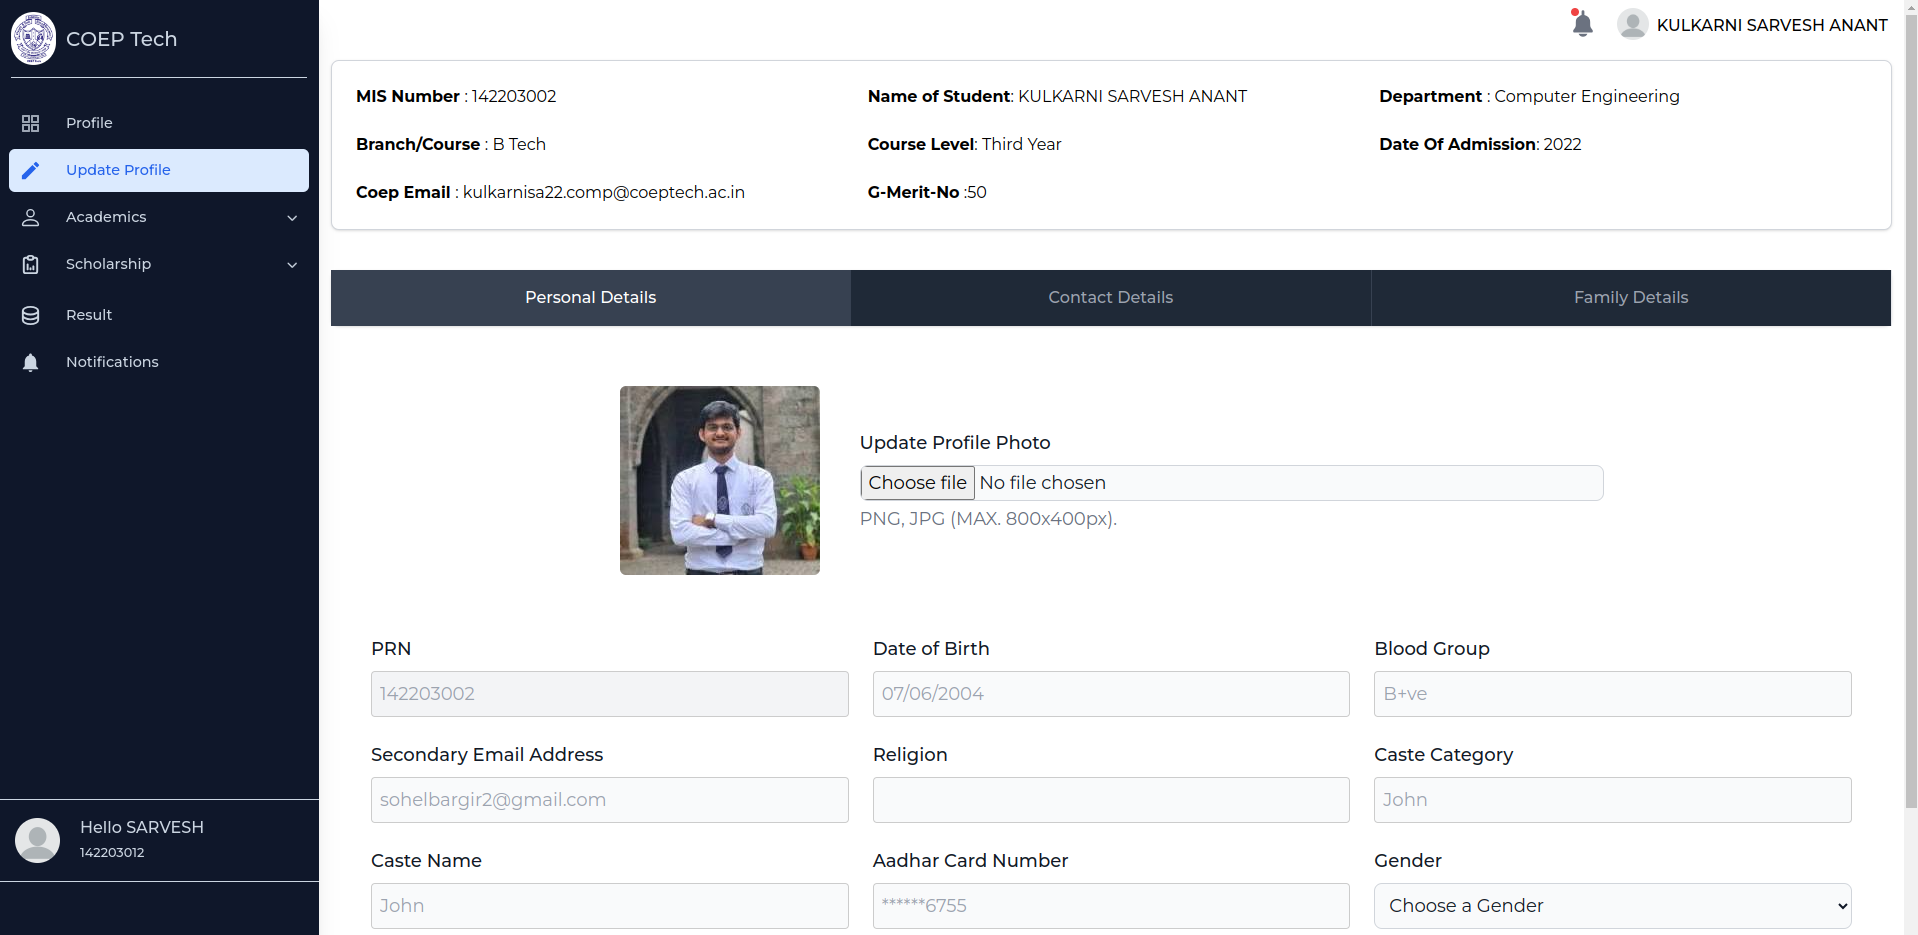 COEP Tech
Profile
Update Profile
Academics
Scholarship
Result
Notifications
Hello SARVESH
142203012
KULKARNI SARVESH ANANT
MIS Number : 142203002
Name of Student: KULKARNI SARVESH ANANT
Department : Computer Engineering
Branch/Course : B Tech
Course Level: Third Year
Date Of Admission: 2022
Coep Email : kulkarnisa22.comp@coeptech.ac.in
G-Merit-No :50
Personal Details
Contact Details
Family Details
Update Profile Photo
Choose file No file chosen
PNG, JPG (MAX. 800x400px).
PRN
Date of Birth
Blood Group
142203002
07/06/2004
B+ve
Secondary Email Address
Religion
Caste Category
sohelbargir2@gmail.com
John
Caste Name
Aadhar Card Number
Gender
John
******6755
Choose a Gender